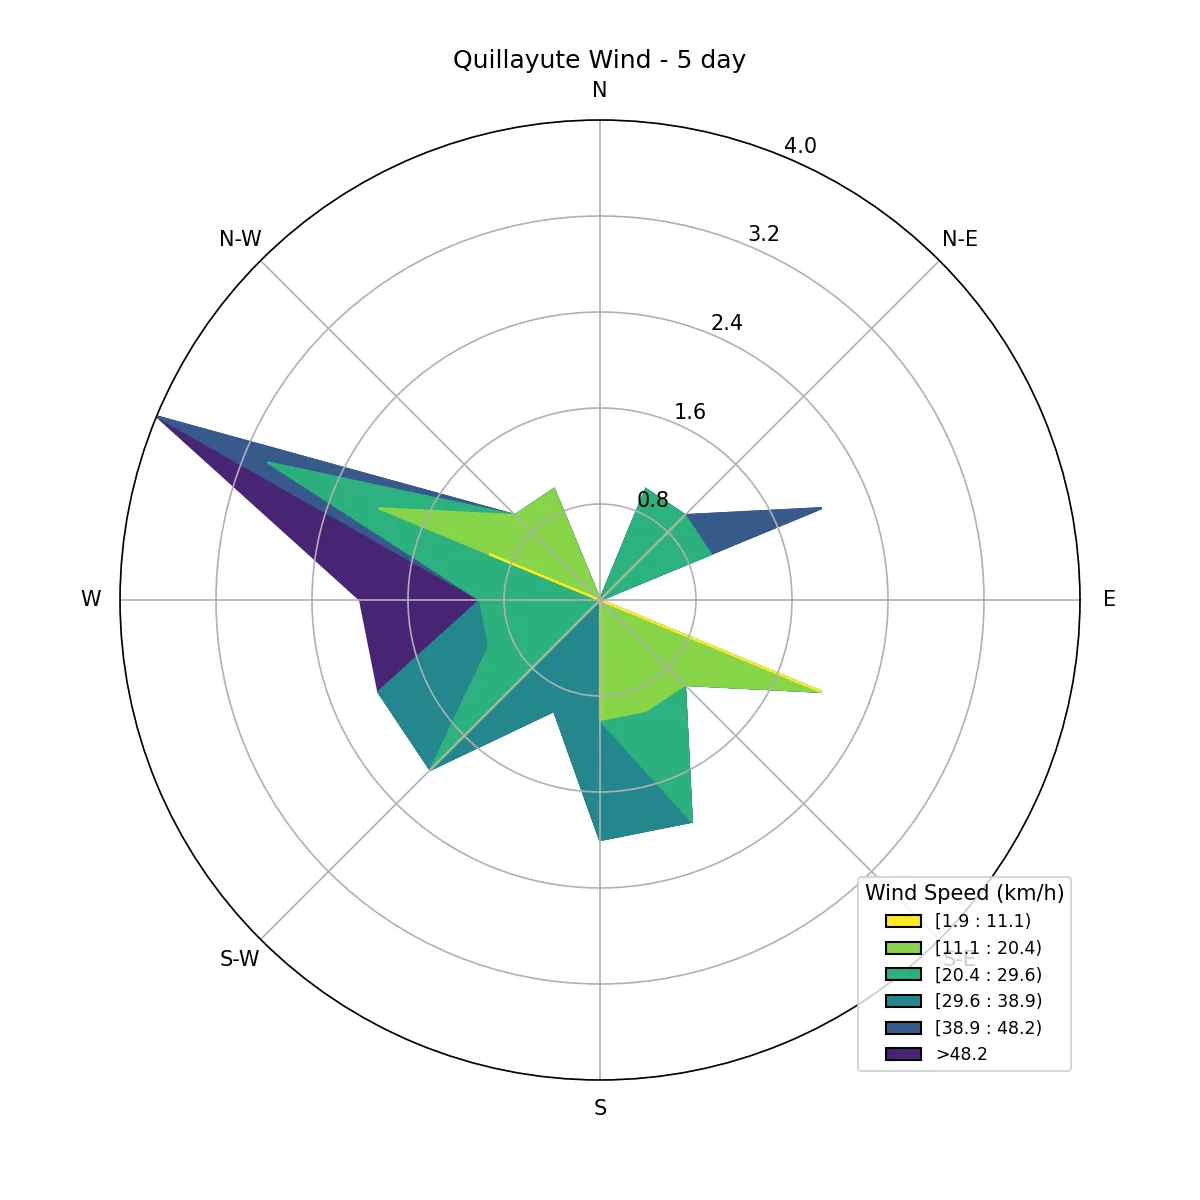 Quillayute Wind - 5 day
N
4.0
3.2
N-W
N-E
2.4
1.6
0.8
W
E
Wind Speed (km/h)
[1.9 : 11.1)
[11.1 : 20.4)
S-W
S-E
[20.4 : 29.6)
[29.6 : 38.9)
[38.9 : 48.2)
>48.2
S